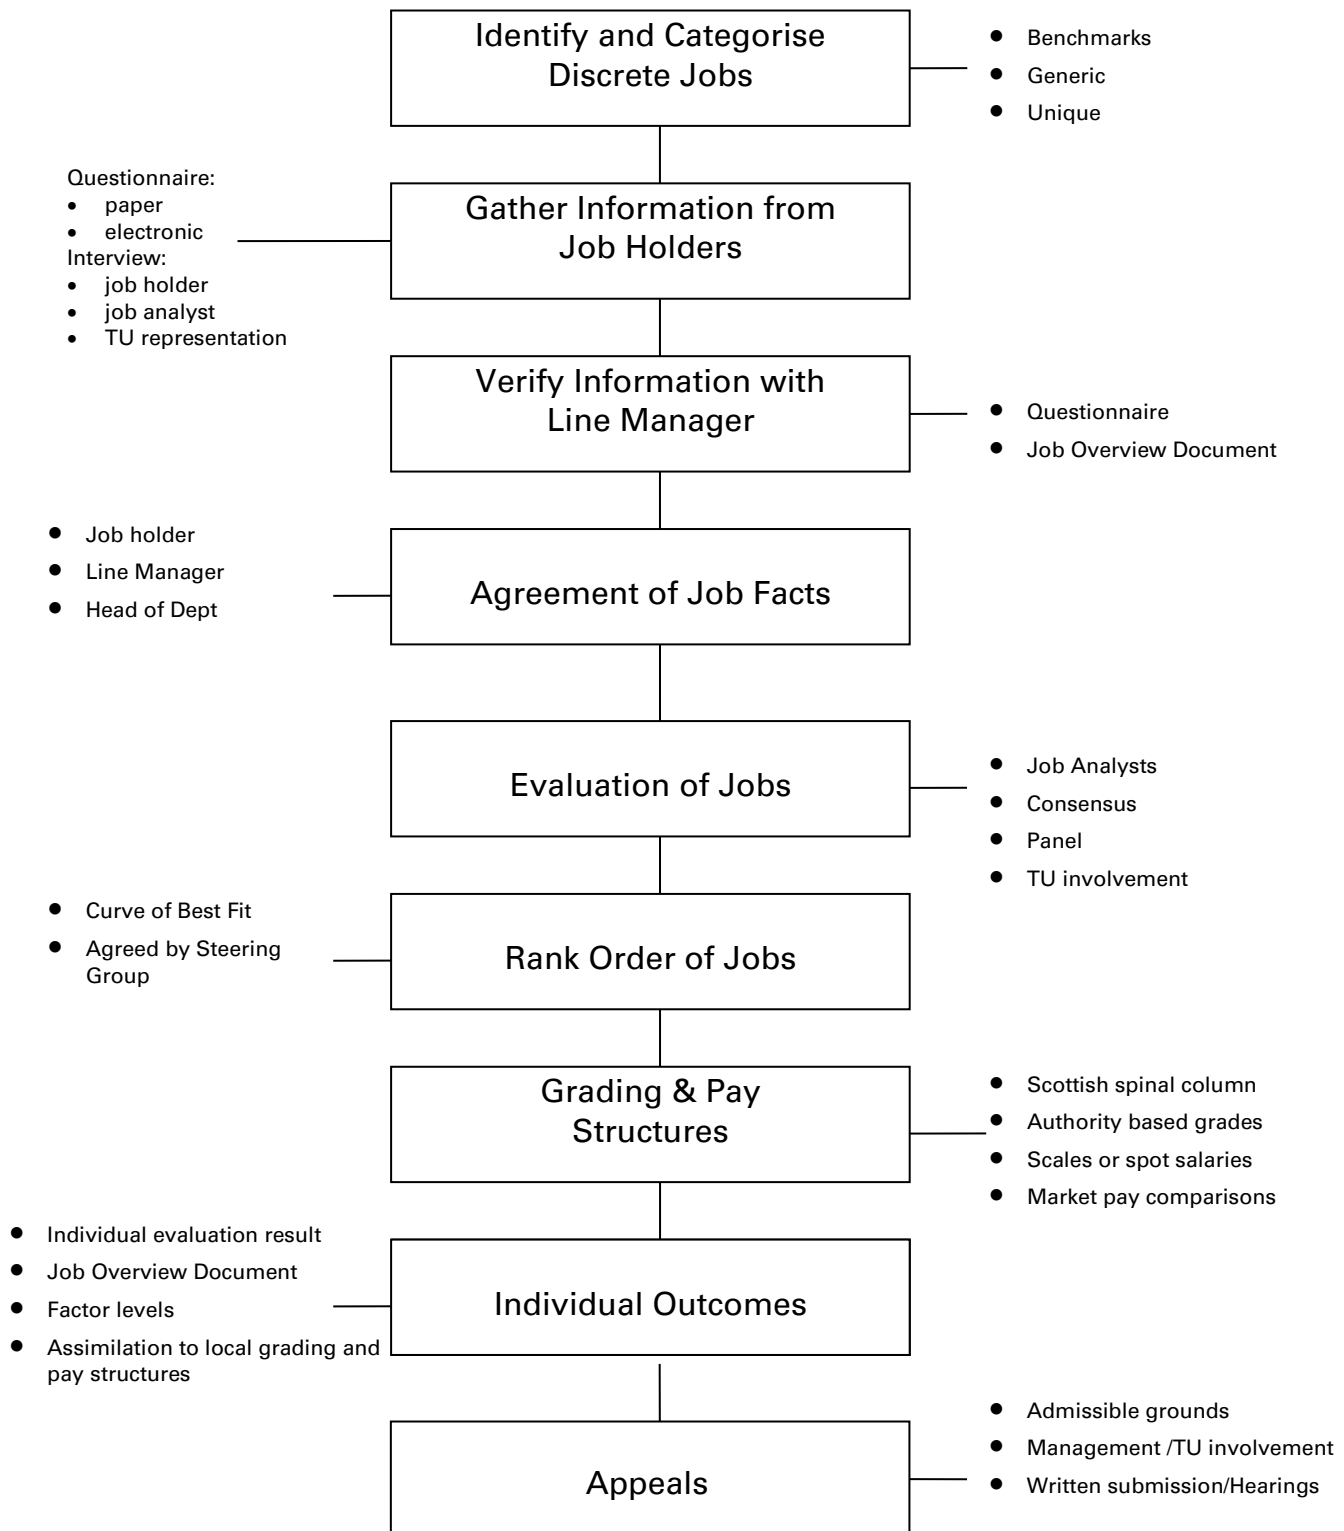 Identify and Categorise
Discrete Jobs
• Benchmarks
• Generic
• Unique
Questionnaire:
• paper
• electronic
Interview:
• job holder
• job analyst
• TU representation
Gather Information from
Job Holders
Verify Information with
Line Manager
• Questionnaire
• Job Overview Document
• Job holder
• Line Manager
• Head of Dept
Agreement of Job Facts
Evaluation of Jobs
• Job Analysts
• Consensus
• Panel
• TU involvement
• Curve of Best Fit
• Agreed by Steering
Group
Rank Order of Jobs
Grading & Pay
Structures
• Scottish spinal column
• Authority based grades
• Scales or spot salaries
• Market pay comparisons
• Individual evaluation result
• Job Overview Document
• Factor levels
• Assimilation to local grading and
pay structures
Individual Outcomes
Appeals
• Admissible grounds
• Management /TU involvement
• Written submission/Hearings